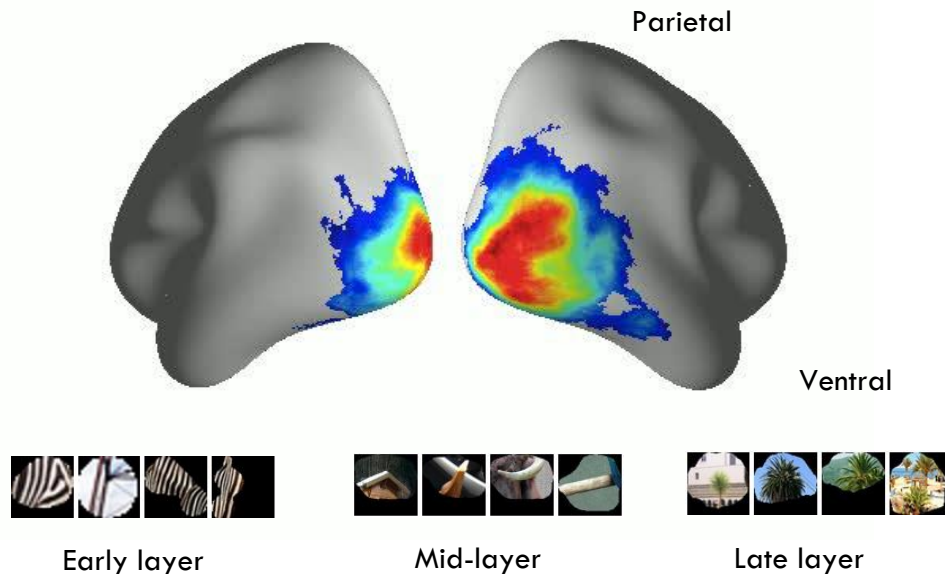 Parietal
Ventral
Early layer
Mid-layer
Late layer